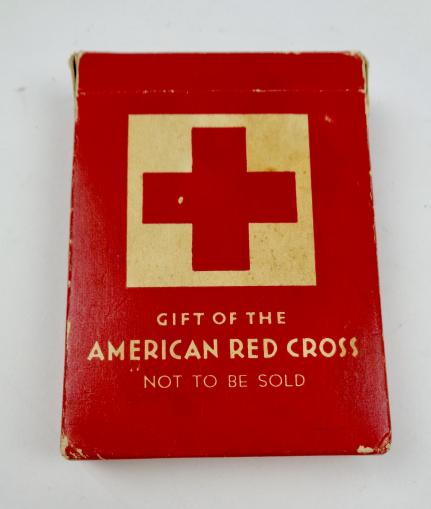 GIFT OF THE
AMERICAN RED CROSS
NOT TO BE SOLD